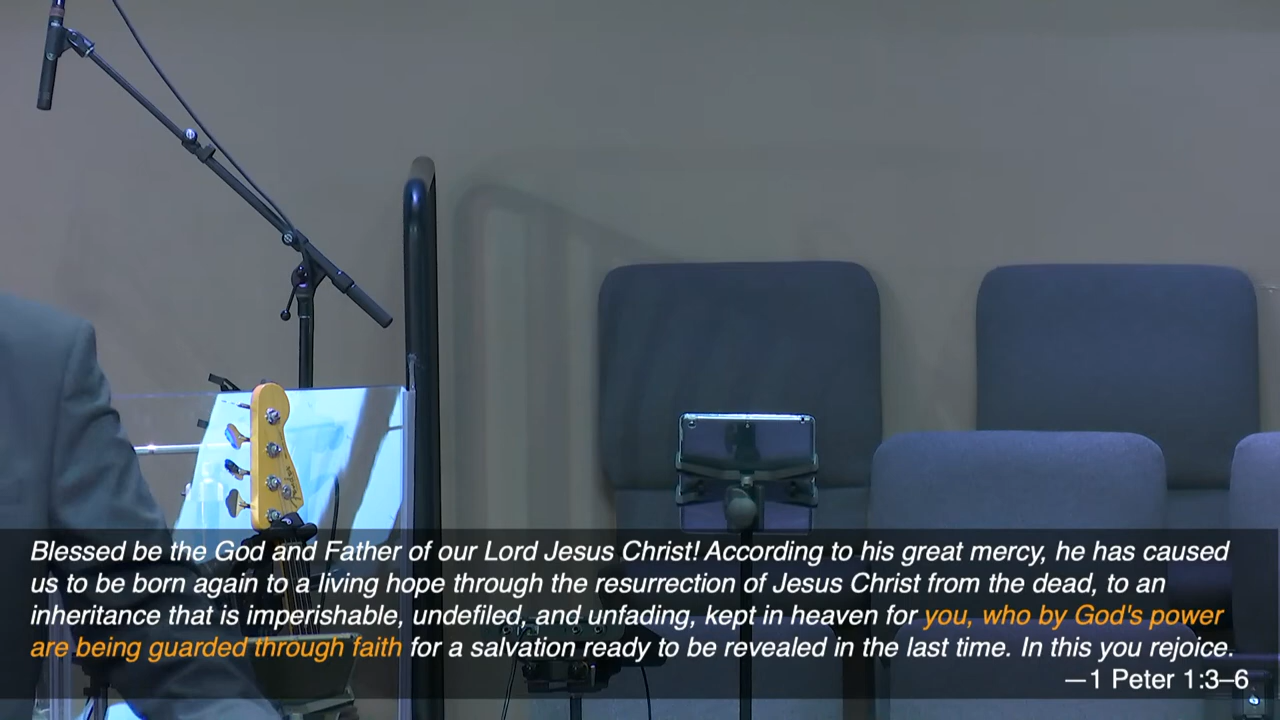 Blessed be the God and Father of our Lord Jesus Christ! According to his great mercy, he has caused
us to be born again to a living hope through the resurrection of Jesus Christ from the dead, to an
inheritance that is imperishable, undefiled, and unfading, kept in heaven for you, who by God's power
are being guarded through faith for a salvation ready to be revealed in the last time. In this you rejoice.
—1 Peter 1:3–6